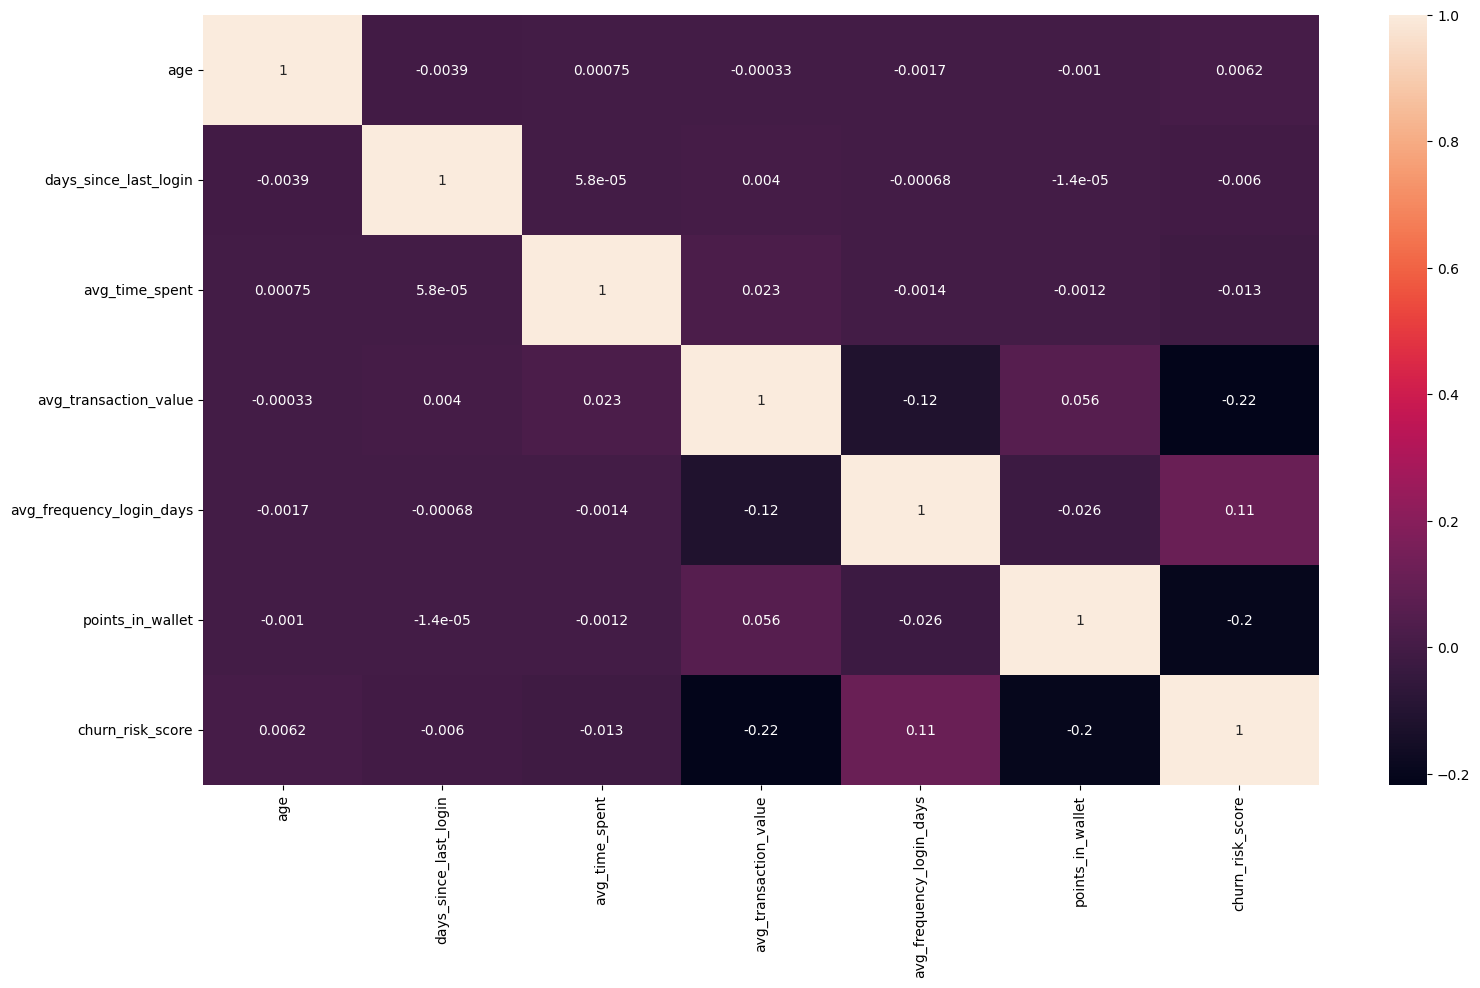 age 1 -0.0039 0.00075 -0.00033 -0.0017 -0.001 0.0062
days_since_last_login -0.0039 1 5.8e-05 0.004 -0.00068 -1.4e-05 -0.006
avg_time_spent 0.00075 5.8e-05 1 0.023 -0.0014 -0.0012 -0.013
avg_transaction_value -0.00033 0.004 0.023 1 -0.12 0.056 -0.22
avg_frequency_login_days -0.0017 -0.00068 -0.0014 -0.12 1 -0.026 0.11
points_in_wallet -0.001 -1.4e-05 -0.0012 0.056 -0.026 1 -0.2
churn_risk_score 0.0062 -0.006 -0.013 -0.22 0.11 -0.2 1
age
days_since_last_login
avg_time_spent
avg_transaction_value
avg_frequency_login_days
points_in_wallet
churn_risk_score
1.0
0.8
0.6
0.4
0.2
0.0
−0.2